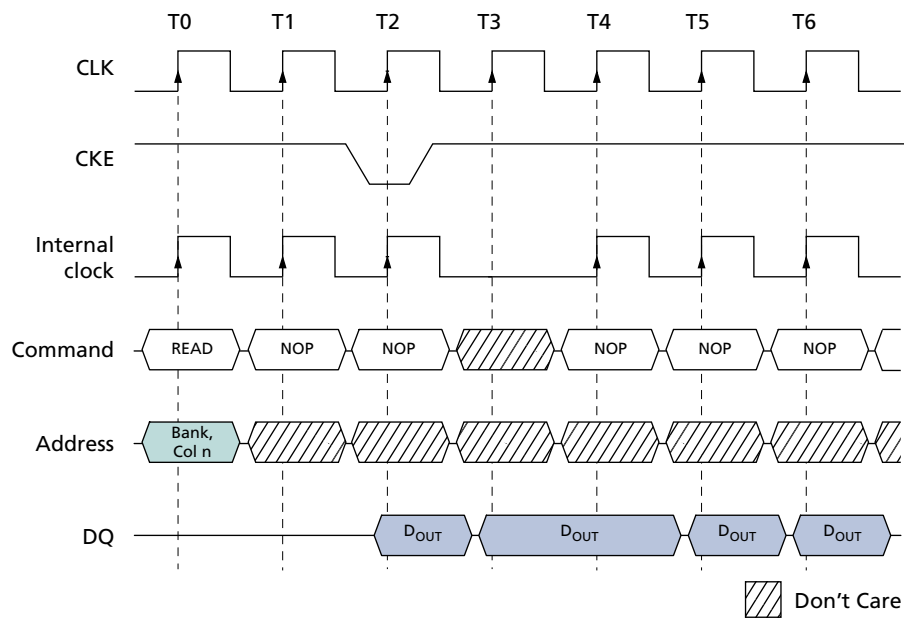 T0 T1 T2 T3 T4 T5 T6
CLK
CKE
Internal
clock
Command READ NOP NOP NOP NOP NOP
Address Bank,
Col n
DQ DOUT DOUT DOUT DOUT
Don't Care